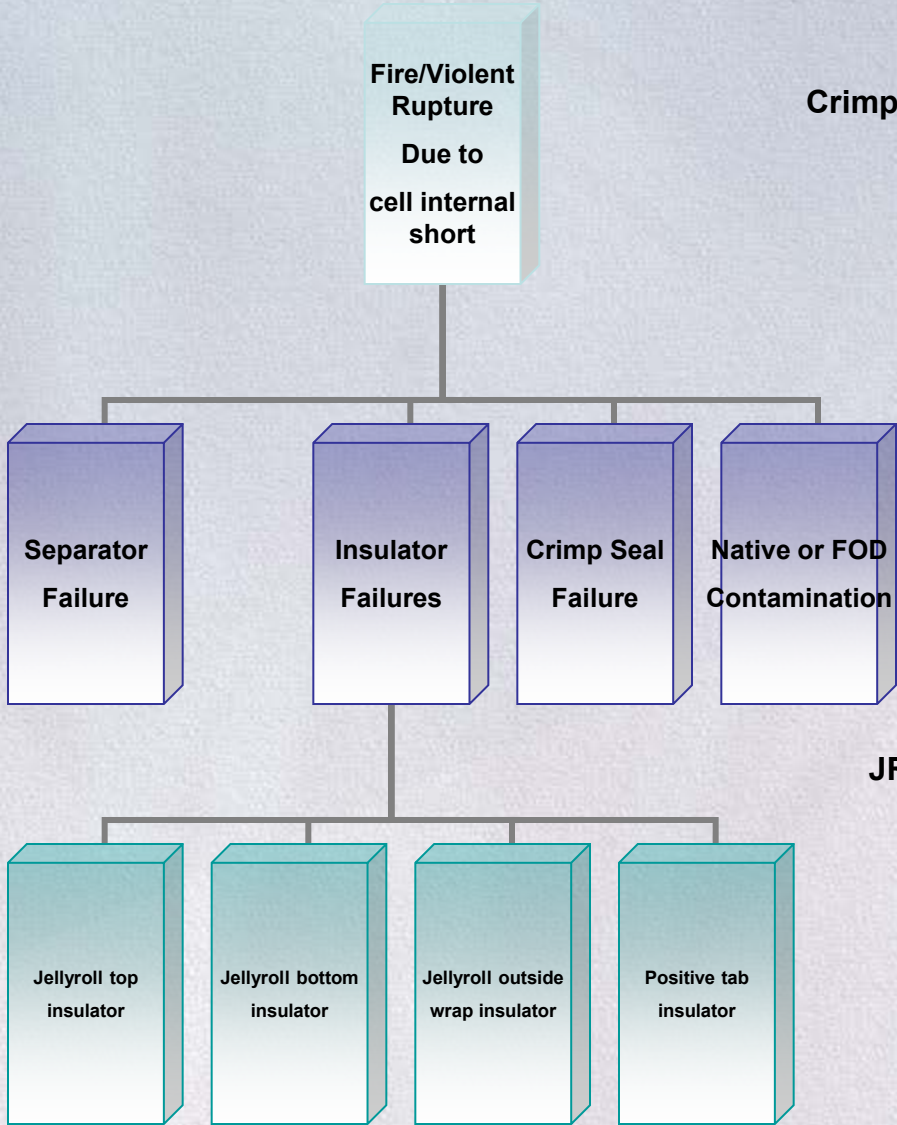 Fire/Violent
Rupture
Due to
cell internal
short
Crimp
Separator
Failure
Insulator
Failures
Crimp Seal
Failure
Native or FOD
Contamination
Jellyroll top
insulator
Jellyroll bottom
insulator
Jellyroll outside
wrap insulator
Positive tab
insulator